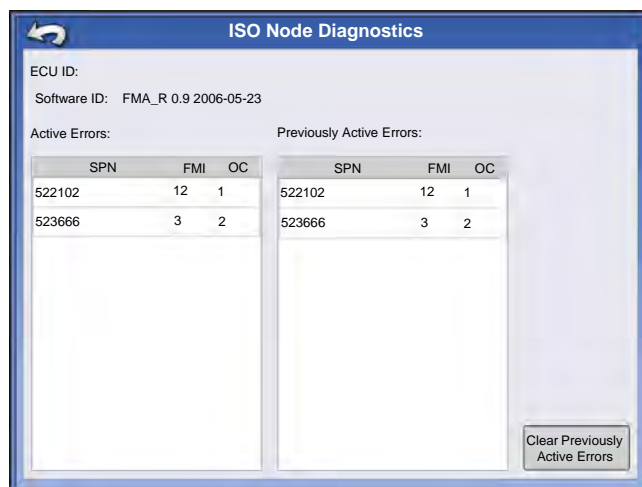 ISO Node Diagnostics
ECU ID:
Software ID: FMA_R 0.9 2006-05-23
Active Errors:
SPN FMI OC
522102 12 1
523666 3 2
Previously Active Errors:
SPN FMI OC
522102 12 1
523666 3 2
Clear Previously
Active Errors